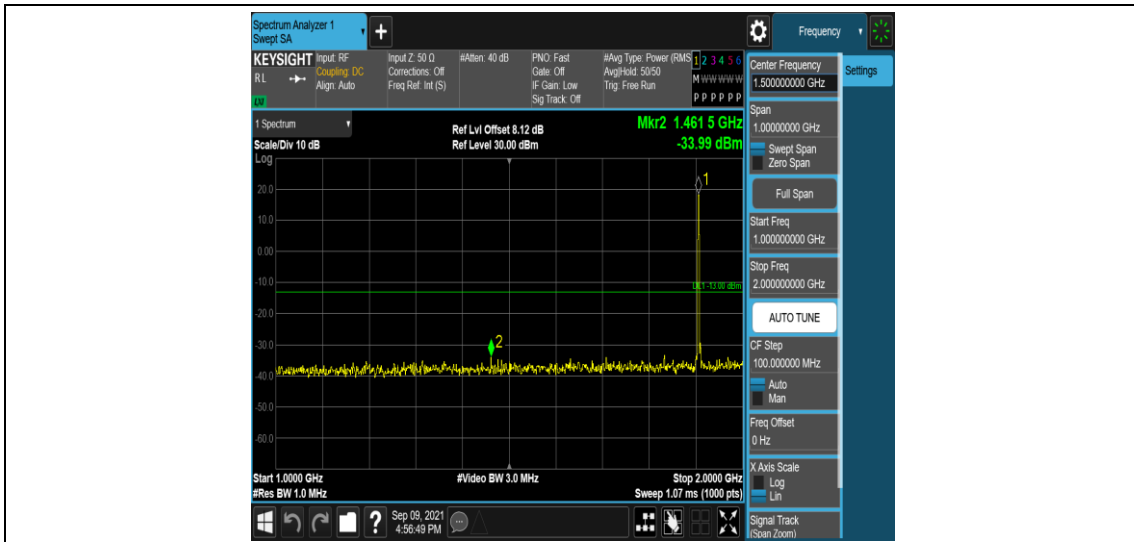 Spectrum Analyzer 1
Swept SA
+
Frequency
KEYSIGHT
RL
LXI
Input: RF
Coupling: DC
Align: Auto
Input Z: 50 Ω
Corrections: Off
Freq Ref: Int (S)
#Atten: 40 dB
PNO: Fast
Gate: Off
IF Gain: Low
Sig Track: Off
#Avg Type: Power (RMS
Avg|Hold: 50/50
Trig: Free Run
1 2 3 4 5 6
M W W W W W
P P P P P P
1 Spectrum
Scale/Div 10 dB
Ref Lvl Offset 8.12 dB
Ref Level 30.00 dBm
Mkr2 1.461 5 GHz
-33.99 dBm
Log
1
20.0
10.0
0.00
-10.0
DL1 -13.00 dBm
-20.0
-30.0
2
-40.0
-50.0
-60.0
Start 1.0000 GHz
#Res BW 1.0 MHz
#Video BW 3.0 MHz
Stop 2.0000 GHz
Sweep 1.07 ms (1000 pts)
?
Sep 09, 2021
4:56:49 PM
Settings
Center Frequency
1.500000000 GHz
Span
1.00000000 GHz
Swept Span
Zero Span
Full Span
Start Freq
1.000000000 GHz
Stop Freq
2.000000000 GHz
AUTO TUNE
CF Step
100.000000 MHz
Auto
Man
Freq Offset
0 Hz
X Axis Scale
Log
Lin
Signal Track
(Span Zoom)